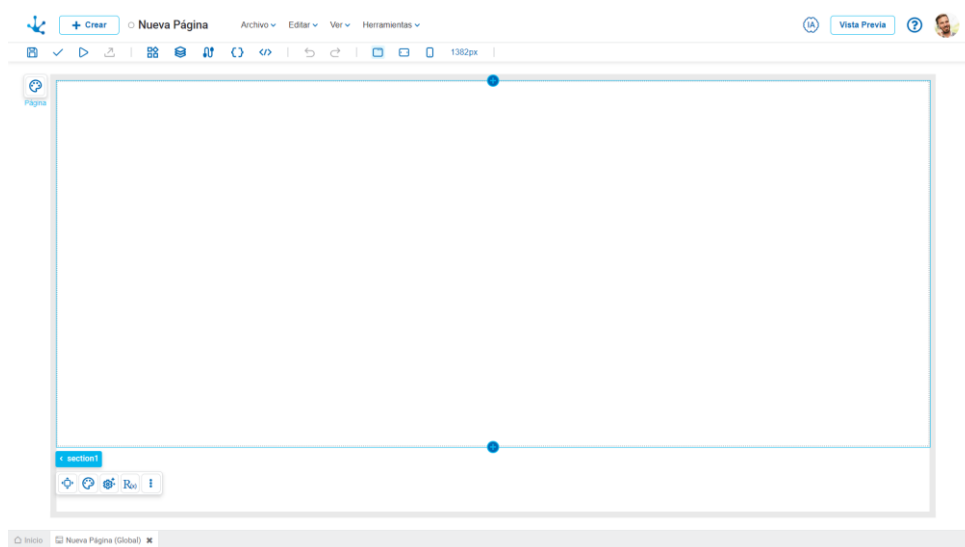 + Crear
Nueva Página
Archivo
Editar
Ver
Herramientas
IA
Vista Previa
?
1382px
Página
section1
R(x)
Inicio
Nueva Página (Global)